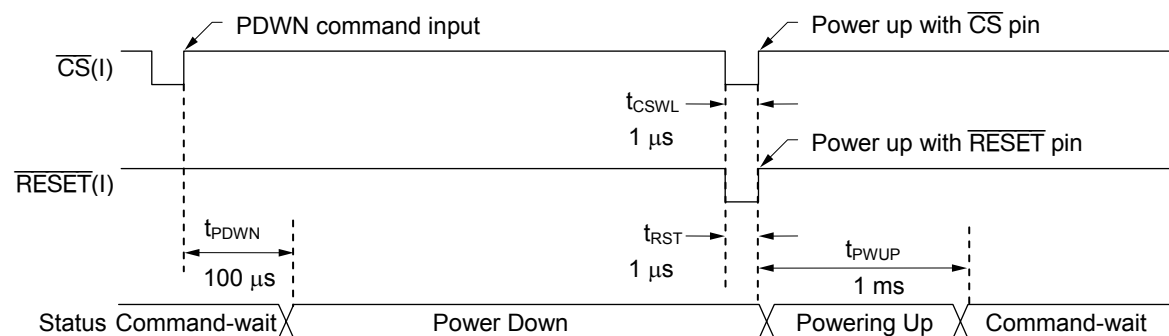 PDWN command input
Power up with CS pin
CS(I)
tCSWL
1 μs
Power up with RESET pin
RESET(I)
tPDWN
100 μs
tRST
1 μs
tPWUP
1 ms
Status Command-wait Power Down Powering Up Command-wait